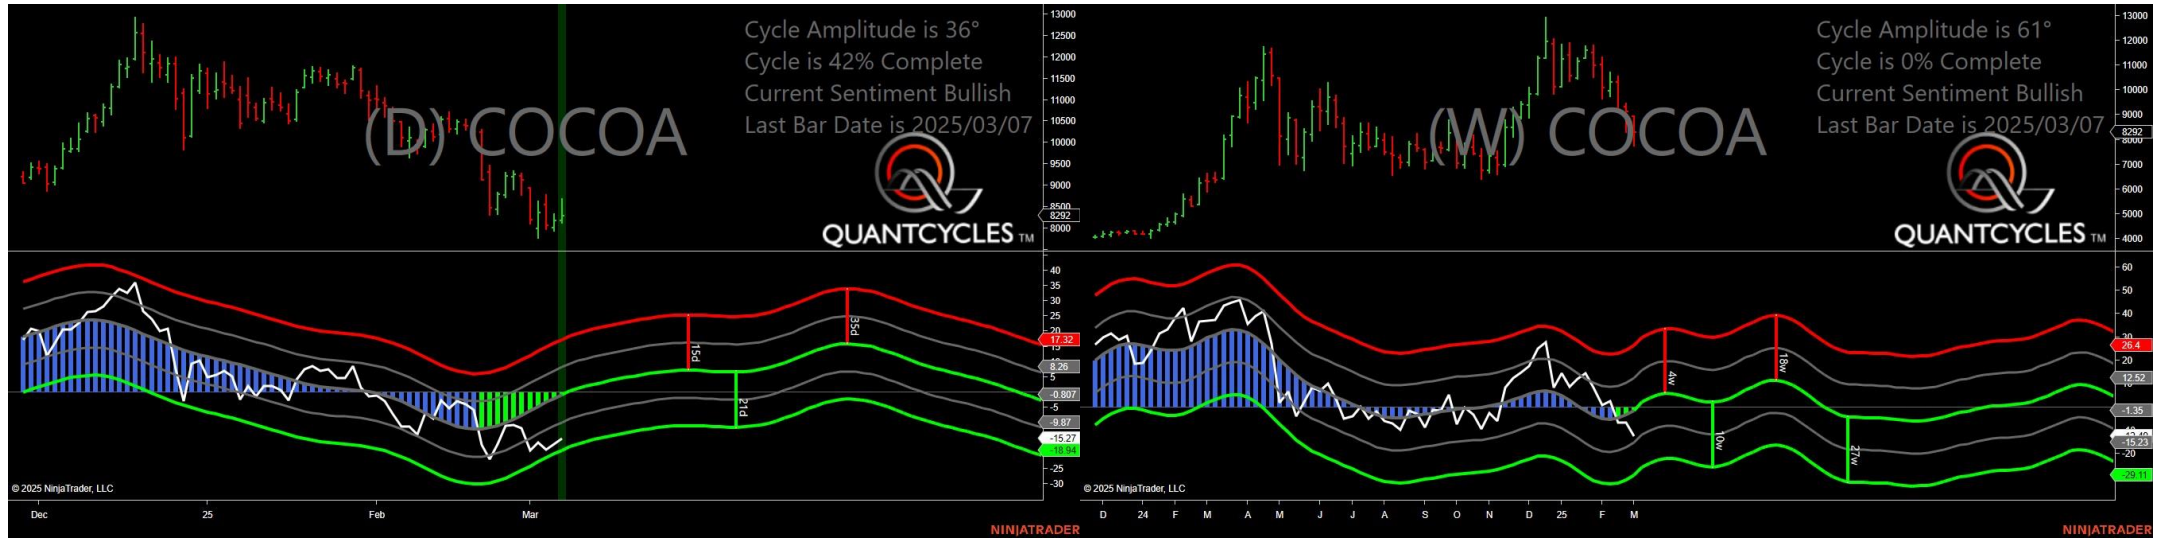 Cycle Amplitude is 36°
Cycle is 42% Complete
Current Sentiment Bullish
Last Bar Date is 2025/03/07
(D) COCOA
QUANTCYCLES TM
13000
12500
12000
11500
11000
10500
10000
9500
9000
8500
8292
8000
40
35
30
25
20
17.32
15
8.26
5
-0.807
-5
-9.87
-15.27
-18.94
-25
-30
15d
21d
35d
© 2025 NinjaTrader, LLC
Dec 25 Feb Mar
NINJATRADER
Cycle Amplitude is 61°
Cycle is 0% Complete
Current Sentiment Bullish
Last Bar Date is 2025/03/07
(W) COCOA
QUANTCYCLES TM
13000
12000
11000
10000
9000
8292
8000
7000
6000
5000
4000
60
50
40
30
26.4
20
12.52
10
-1.35
-15.23
-20
-29.11
4w
10w
18w
27w
© 2025 NinjaTrader, LLC
D 24 F M A M J J A S O N D 25 F M
NINJATRADER